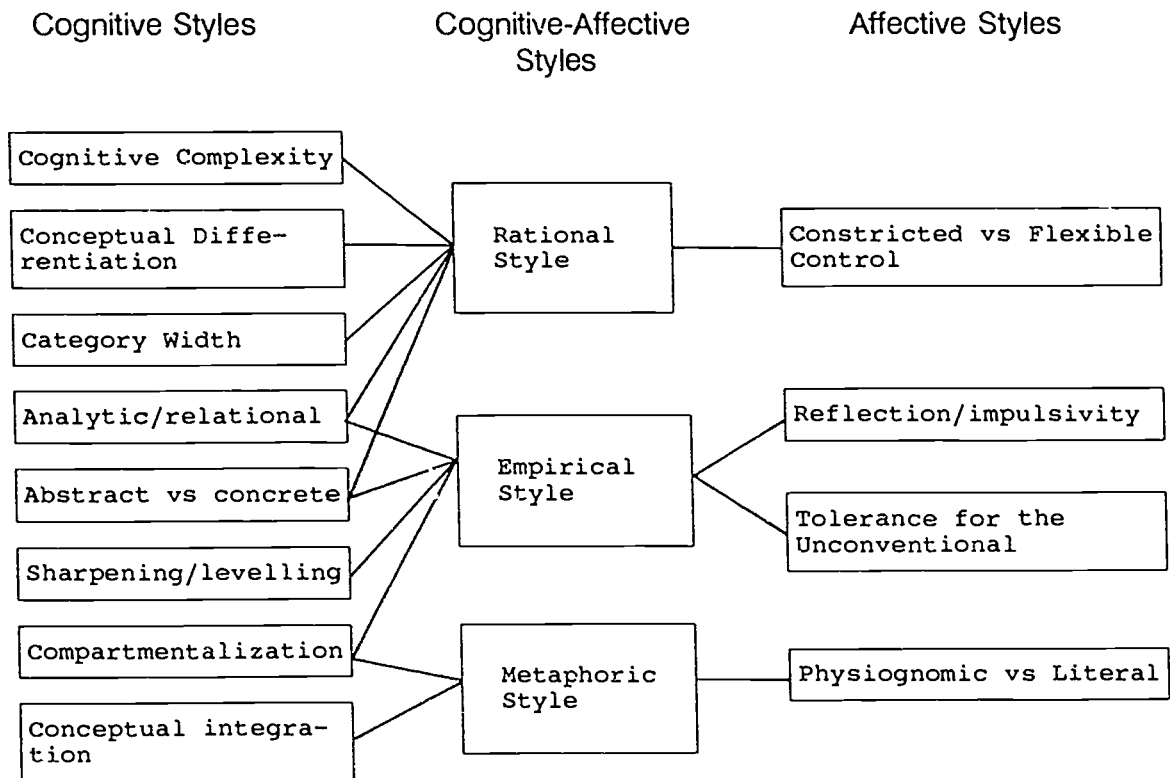 Cognitive Styles
Cognitive-Affective
Styles
Affective Styles
Cognitive Complexity
Conceptual Diffe-
rentiation
Category Width
Analytic/relational
Abstract vs concrete
Sharpening/levelling
Compartmentalization
Conceptual integra-
tion
Rational
Style
Empirical
Style
Metaphoric
Style
Constricted vs Flexible
Control
Reflection/impulsivity
Tolerance for the
Unconventional
Physiognomic vs Literal